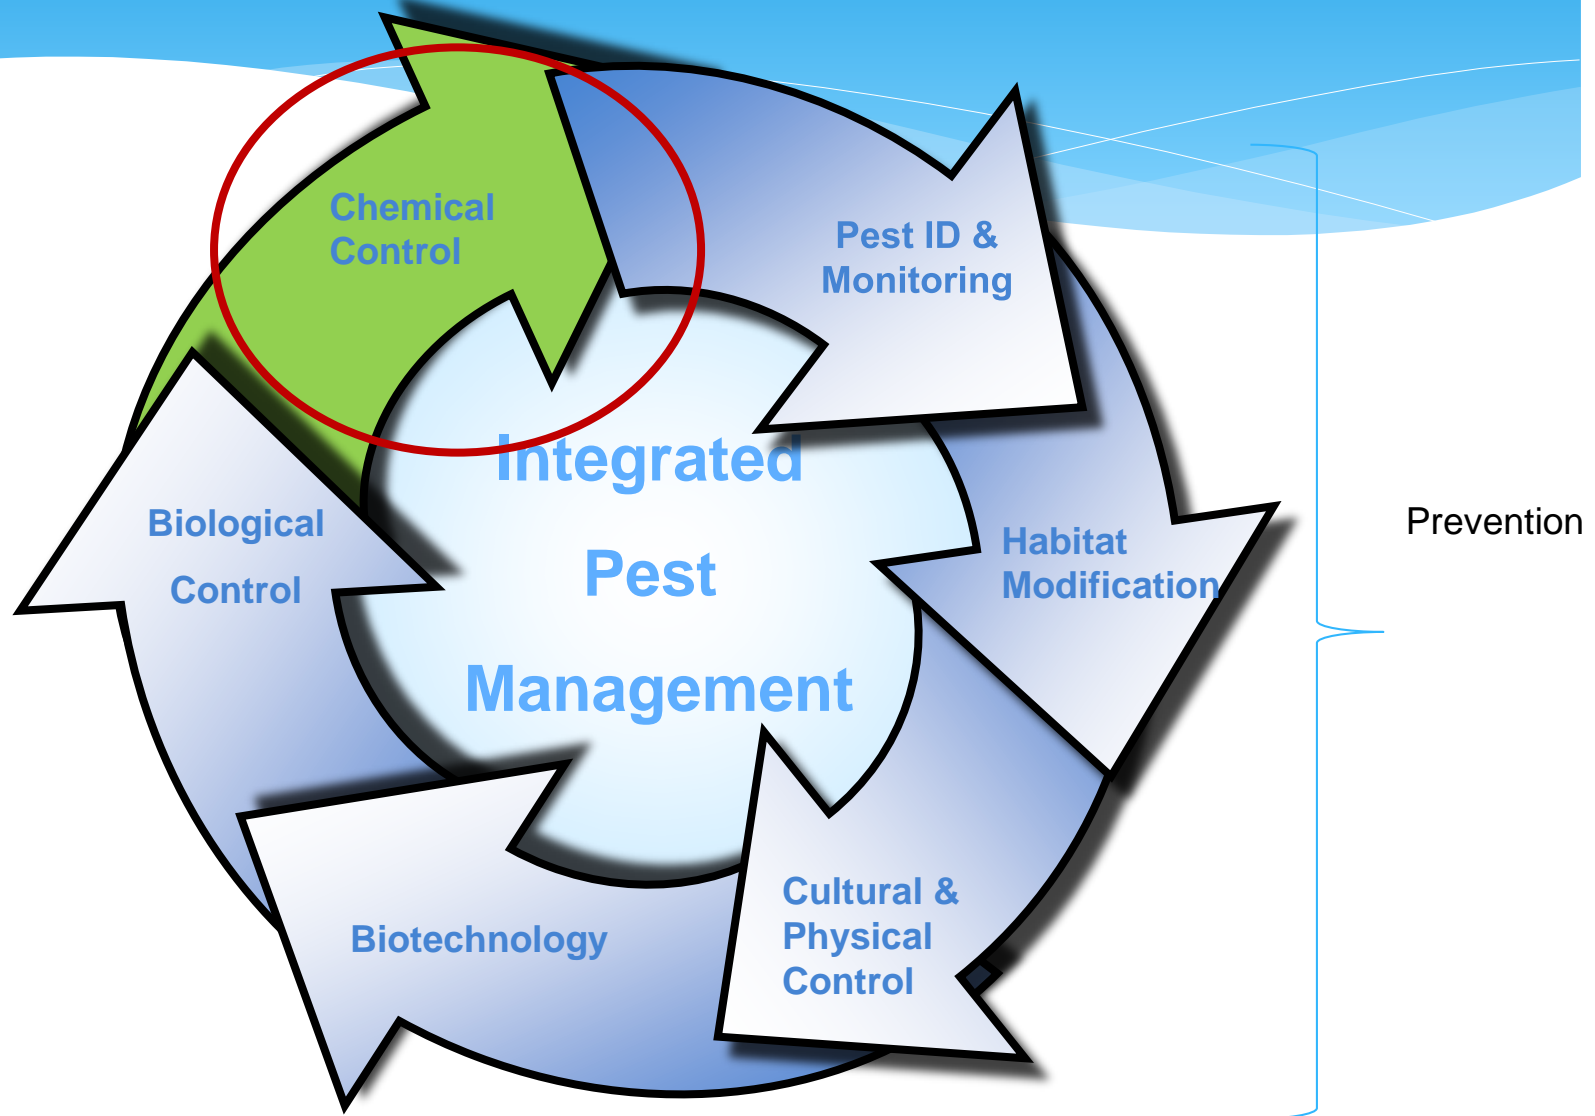 Chemical
Control
Pest ID &
Monitoring
Integrated
Pest
Management
Habitat
Modification
Prevention
Biological
Control
Cultural &
Physical
Control
Biotechnology